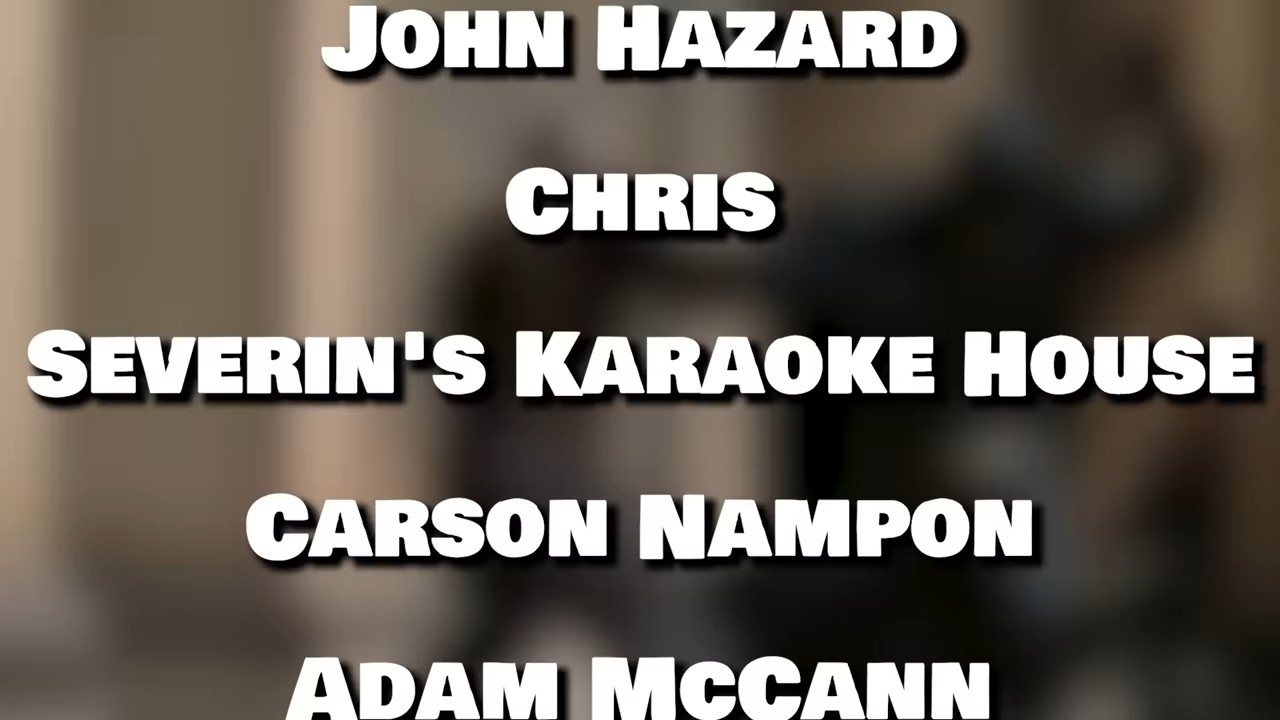 John Hazard
Chris
Severin's Karaoke House
Carson Nampon
Adam McCann